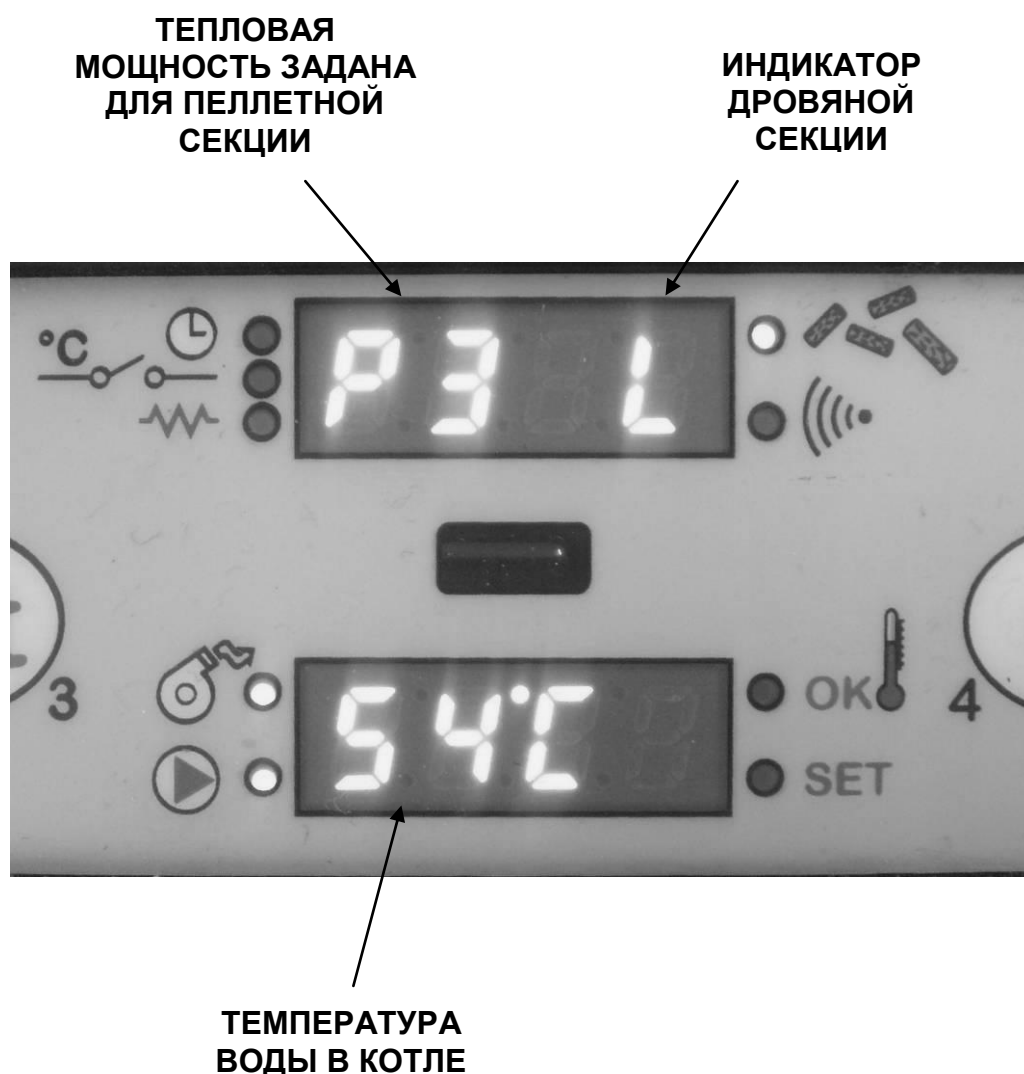 ТЕПЛОВАЯ
МОЩНОСТЬ ЗАДАНА
ДЛЯ ПЕЛЛЕТНОЙ
СЕКЦИИ
ИНДИКАТОР
ДРОВЯНОЙ
СЕКЦИИ
°C
P3 L
3
54°C
OK
4
SET
ТЕМПЕРАТУРА
ВОДЫ В КОТЛЕ